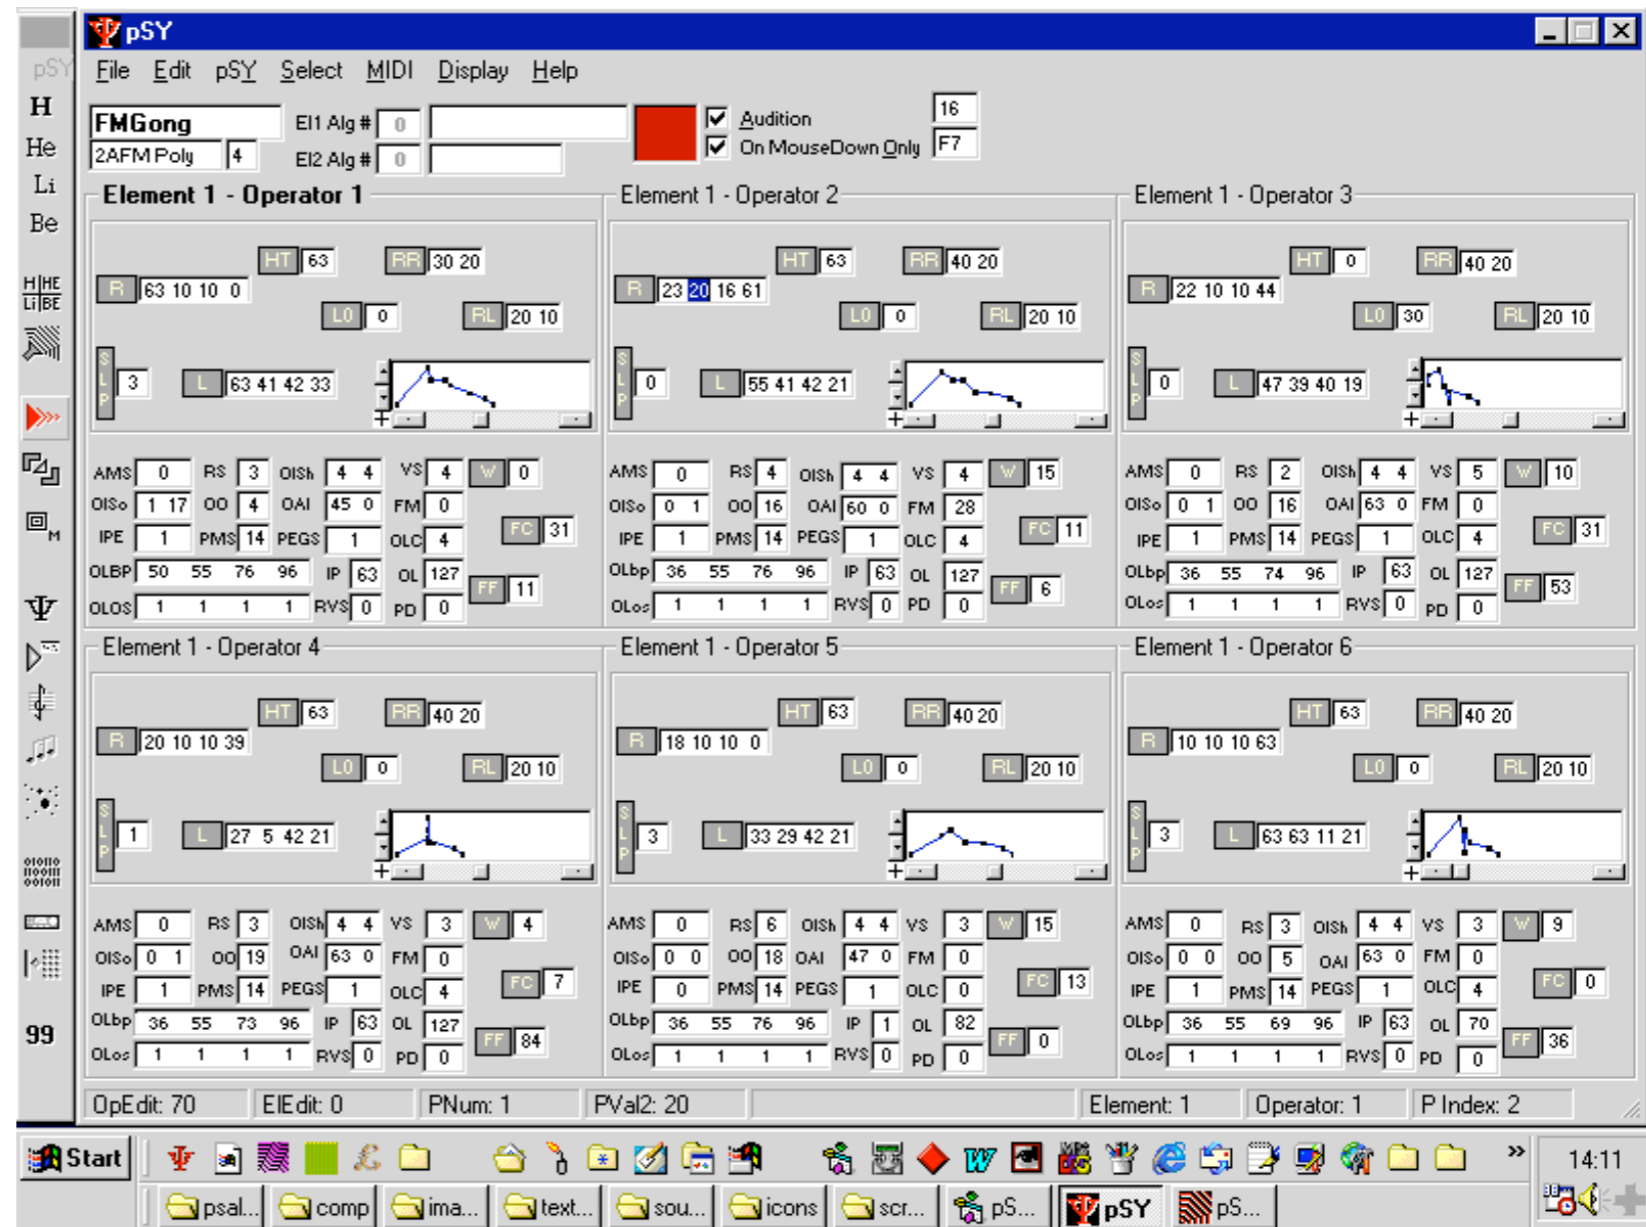 pSY
pSY
File Edit pSY Select MIDI Display Help
H
He
Li
Be
H HE
Li BE
M
99
FMGong EI1 Alg # 0
2AFM Poly 4 EI2 Alg # 0
Audition 16
On MouseDown Only F7
Element 1 - Operator 1
HT 63 RR 30 20
R 63 10 10 0
L0 0 RL 20 10
SLP 3 L 63 41 42 33
AMS 0 RS 3 OISh 4 4 VS 4 W 0
OISo 1 17 OO 4 OAI 45 0 FM 0
IPE 1 PMS 14 PEGS 1 OLC 4 FC 31
OLBP 50 55 76 96 IP 63 OL 127
OLOS 1 1 1 1 RVS 0 PD 0 FF 11
Element 1 - Operator 2
HT 63 RR 40 20
R 23 20 16 61
L0 0 RL 20 10
SLP 0 L 55 41 42 21
AMS 0 RS 4 OISh 4 4 VS 4 W 15
OISo 0 1 OO 16 OAI 60 0 FM 28
IPE 1 PMS 14 PEGS 1 OLC 4 FC 11
OLbp 36 55 76 96 IP 63 OL 127
OLos 1 1 1 1 RVS 0 PD 0 FF 6
Element 1 - Operator 3
HT 0 RR 40 20
R 22 10 10 44
L0 30 RL 20 10
SLP 0 L 47 39 40 19
AMS 0 RS 2 OISh 4 4 VS 5 W 10
OISo 0 1 OO 16 OAI 63 0 FM 0
IPE 1 PMS 14 PEGS 1 OLC 4 FC 31
OLbp 36 55 74 96 IP 63 OL 127
OLos 1 1 1 1 RVS 0 PD 0 FF 53
Element 1 - Operator 4
HT 63 RR 40 20
R 20 10 10 39
L0 0 RL 20 10
SLP 1 L 27 5 42 21
AMS 0 RS 3 OISh 4 4 VS 3 W 4
OISo 0 1 OO 19 OAI 63 0 FM 0
IPE 1 PMS 14 PEGS 1 OLC 4 FC 7
OLbp 36 55 73 96 IP 63 OL 127
OLos 1 1 1 1 RVS 0 PD 0 FF 84
Element 1 - Operator 5
HT 63 RR 40 20
R 18 10 10 0
L0 0 RL 20 10
SLP 3 L 33 29 42 21
AMS 0 RS 6 OISh 4 4 VS 3 W 15
OISo 0 0 OO 18 OAI 47 0 FM 0
IPE 0 PMS 14 PEGS 1 OLC 0 FC 13
OLbp 36 55 76 96 IP 1 OL 82
OLos 1 1 1 1 RVS 0 PD 0 FF 0
Element 1 - Operator 6
HT 63 RR 40 20
R 10 10 10 63
L0 0 RL 20 10
SLP 3 L 63 63 11 21
AMS 0 RS 3 OISh 4 4 VS 3 W 9
OISo 0 0 OO 5 OAI 63 0 FM 0
IPE 1 PMS 14 PEGS 1 OLC 4 FC 0
OLbp 36 55 69 96 IP 63 OL 70
OLos 1 1 1 1 RVS 0 PD 0 FF 36
OpEdit: 70 ElEdit: 0 PNum: 1 PVal2: 20 Element: 1 Operator: 1 P Index: 2
Start 14:11
psal... comp ima... text... sou... icons scr... pS... pSY pS...